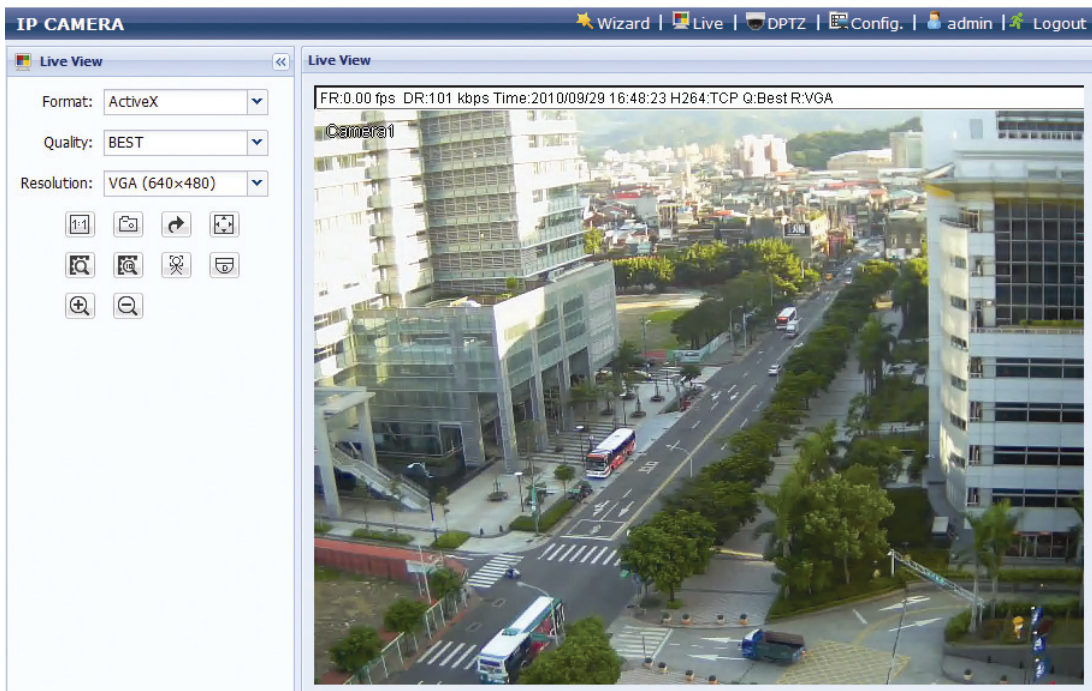 IP CAMERA
Wizard | Live | DPTZ | Config. | admin | Logout
Live View
Format: ActiveX
Quality: BEST
Resolution: VGA (640×480)
1:1
Live View
FR:0.00 fps DR:101 kbps Time:2010/09/29 16:48:23 H264:TCP Q:Best R:VGA
Camera1